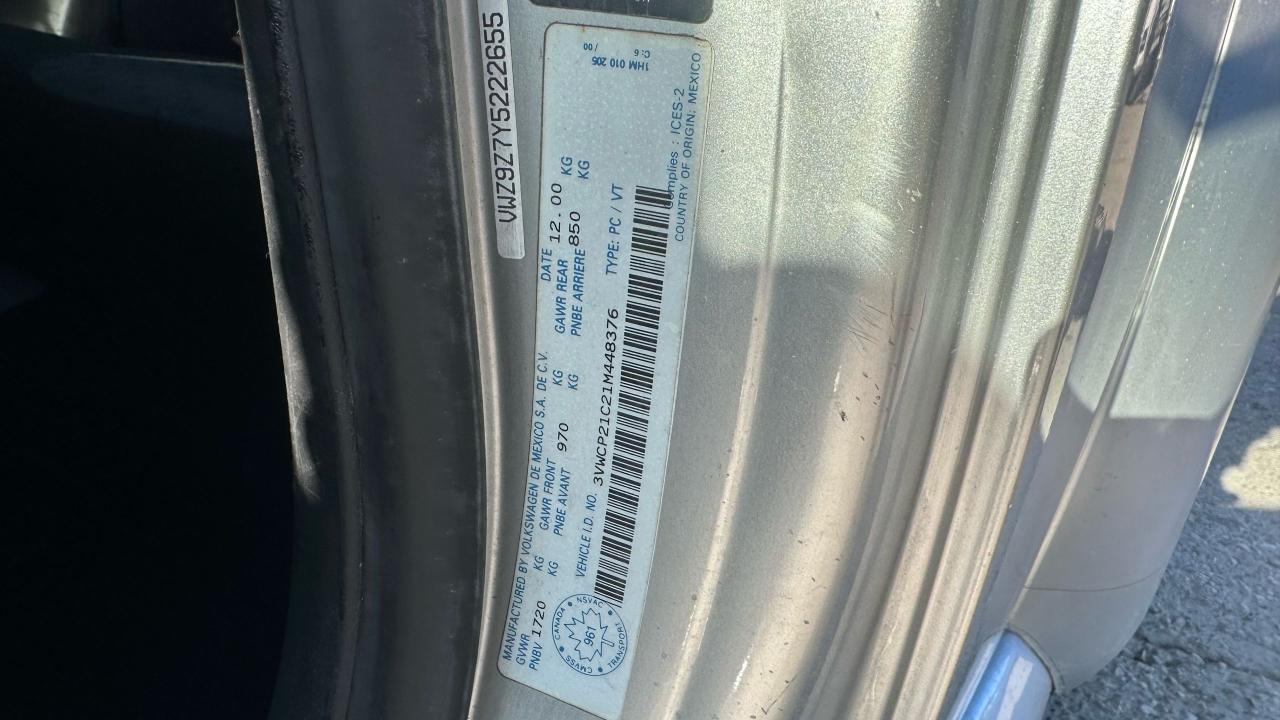 VWZ9Z7Y5222655
MANUFACTURED BY VOLKSWAGEN DE MEXICO S.A. DE C.V. DATE 12.00
GVWR KG GAWR FRONT KG GAWR REAR KG
PNBV 1720 KG PNBE AVANT 970 KG PNBE ARRIERE 850 KG
VEHICLE I.D. NO. 3VWCP21C21M448376 TYPE: PC / VT
CANADA NSVAC
961
CMVSS TRANSPORT
Complies : ICES-2
COUNTRY OF ORIGIN: MEXICO
1HM 010 205
C: 6 / 00